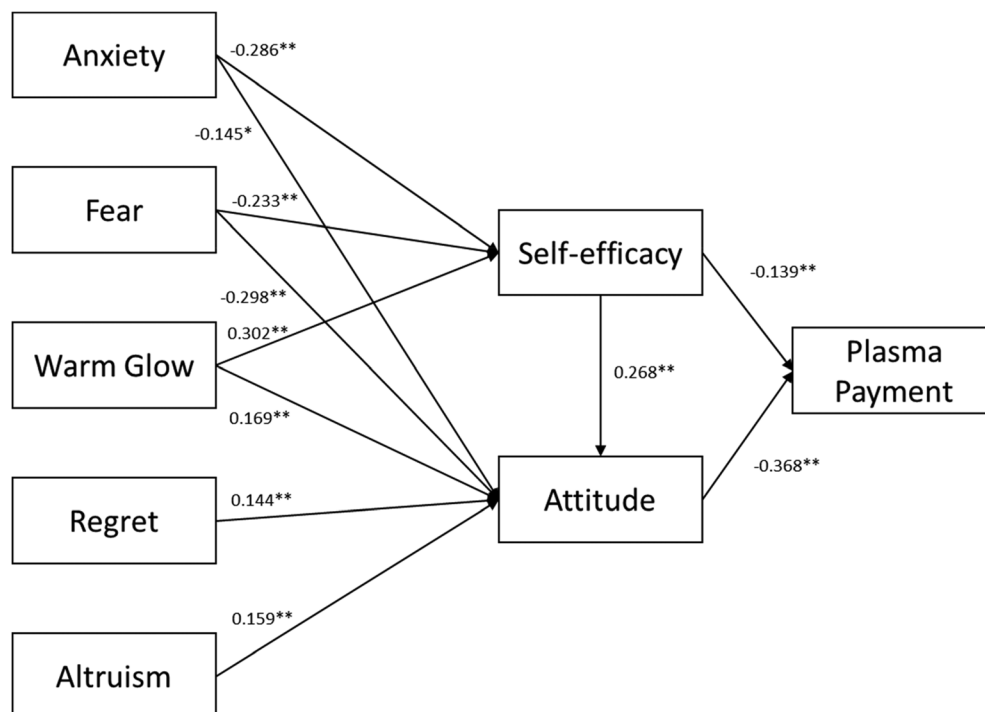 Anxiety
-0.286**
-0.145*
Fear
-0.233**
-0.298**
Warm Glow
0.302**
0.169**
Regret
0.144**
Altruism
0.159**
Self-efficacy
-0.139**
0.268**
Attitude
-0.368**
Plasma
Payment